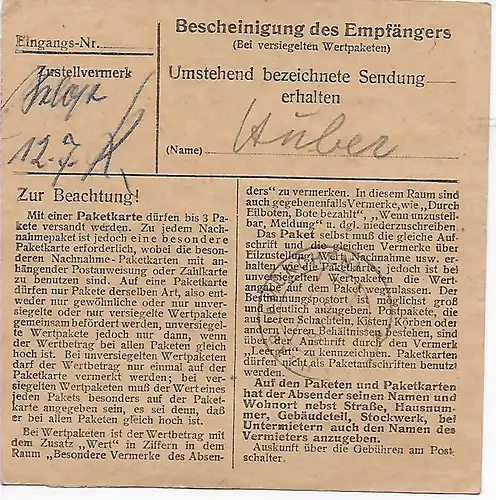 Eingangs-Nr.
Zustellvermerk
12.7.
Bescheinigung des Empfängers
(Bei versiegelten Wertpaketen)
Umstehend bezeichnete Sendung
erhalten
(Name) Huber
Zur Beachtung!
Mit einer Paketkarte dürfen bis 3 Pa-
kete versandt werden. Zu jedem Nach-
nahmepaket ist jedoch eine besondere
Paketkarte erforderlich, wobei die beson-
deren Nachnahme-Paketkarten mit an-
hängender Postanweisung oder Zahlkarte
zu benutzen sind. Auf eine Paketkarte
dürfen nur Pakete derselben Art, also ent-
weder nur gewöhnliche oder nur unver-
siegelte oder nur versiegelte Wertpakete
gemeinsam befördert werden, unversiegel-
te Wertpakete jedoch nur dann, wenn
der Wertbetrag bei allen Paketen gleich
hoch ist. Bei unversiegelten Wertpaketen
darf der Wertbetrag nur einmal auf der
Paketkarte vermerkt werden; bei ver-
siegelten Wertpaketen muß der Wert eines
jeden Pakets besonders auf der Paket-
karte angegeben sein, es sei denn, daß
er bei allen Paketen gleich hoch ist.
Bei Wertpaketen ist der Wertbetrag mit
dem Zusatz „Wert" in Ziffern in dem
Raum „Besondere Vermerke des Absen-
ders" zu vermerken. In diesem Raum sind
auch gegebenenfalls Vermerke, wie „Durch
Eilboten, Bote bezahlt", „Wenn unzustell-
bar, Meldung" u. dgl. niederzuschreiben.
Das Paket selbst muß die gleiche Auf-
schrift und die gleichen Vermerke über
Eilzustellung, Wert, Nachnahme usw. er-
halten wie die Paketkarte, jedoch ist bei
unversiegelten Wertpaketen die Wert-
angabe auf dem Paket wegzulassen. Der
Bestimmungspostort ist möglichst groß
und deutlich anzugeben. Postpakete, die
aus leeren Schachteln, Kisten, Körben oder
andern leeren Behältnissen bestehen, sind
über der Anschrift durch den Vermerk
„Leergut" zu kennzeichnen. Paketkarten
dürfen nicht als Paketaufschriften benutzt
werden.
Auf den Paketen und Paketkarten
hat der Absender seinen Namen und
Wohnort nebst Straße, Hausnum-
mer, Gebäudeteil, Stockwerk, bei
Untermietern auch den Namen des
Vermieters anzugeben.
Auskunft über die Gebühren am Post-
schalter.